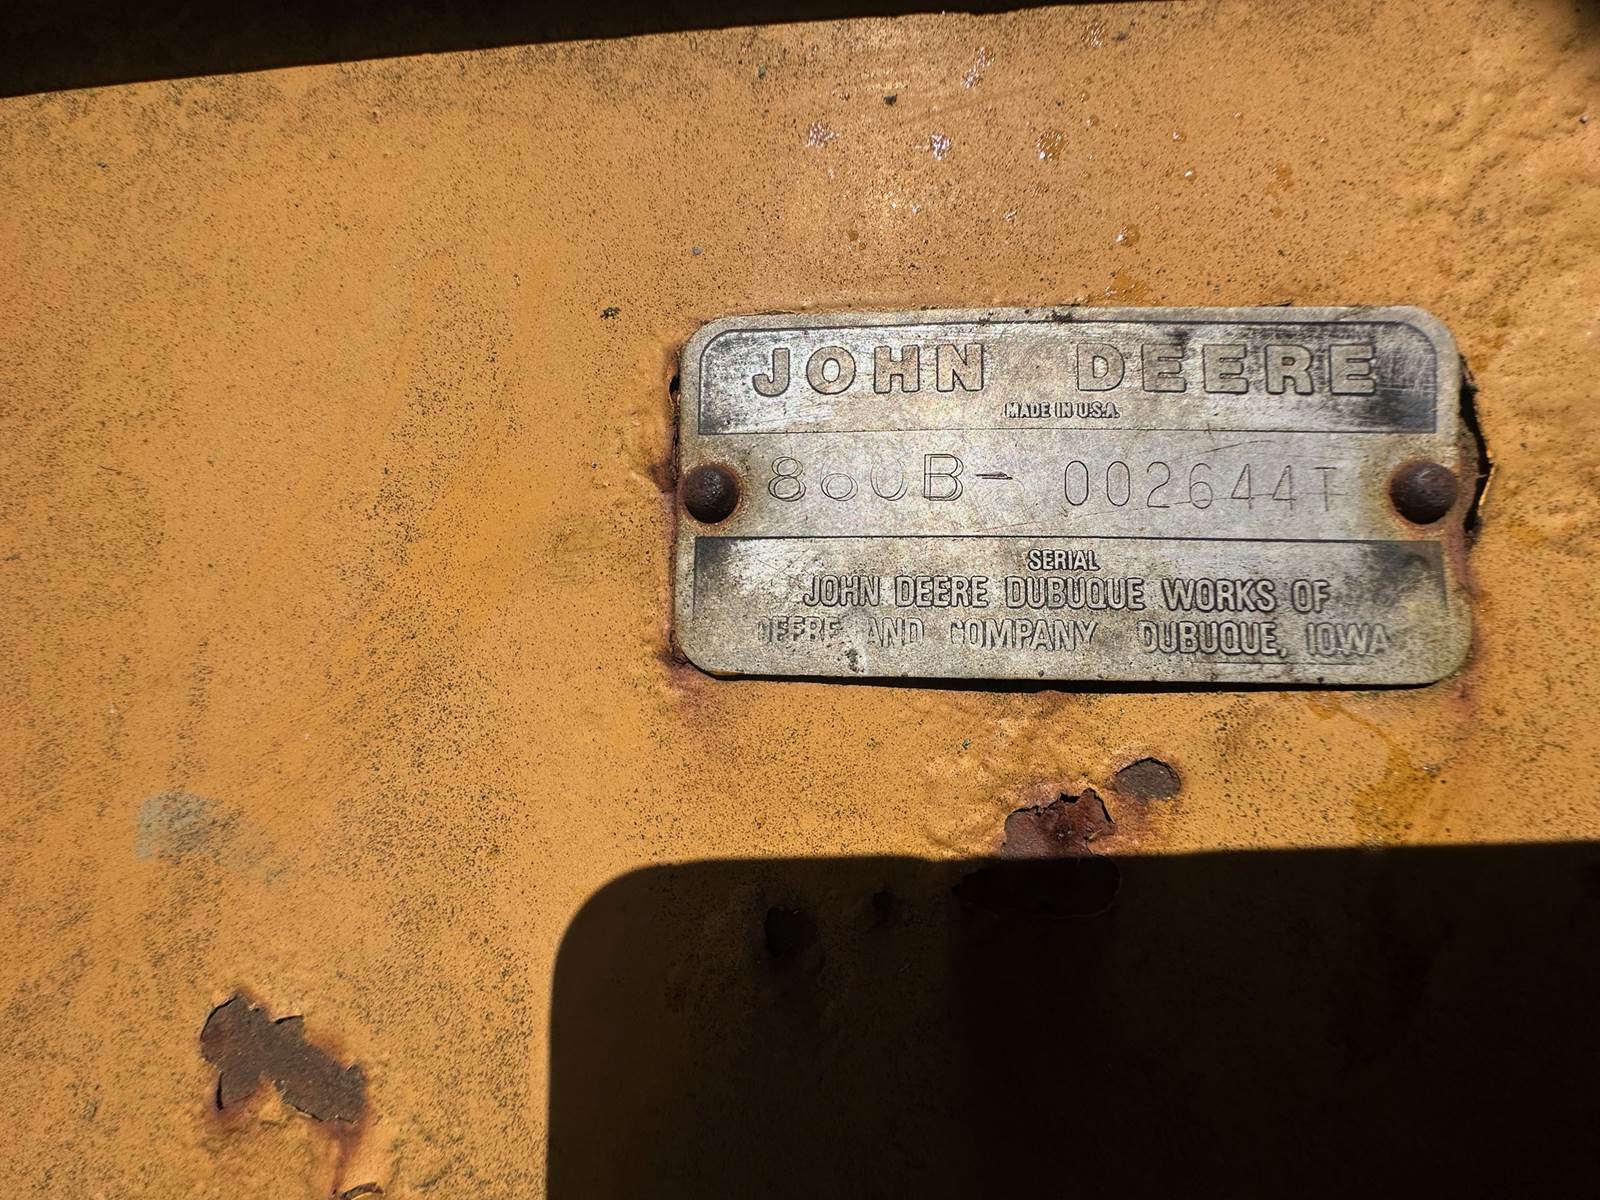 JOHN DEERE
MADE IN U.S.A.
860B- 002644T
SERIAL
JOHN DEERE DUBUQUE WORKS OF
DEERE AND COMPANY DUBUQUE, IOWA